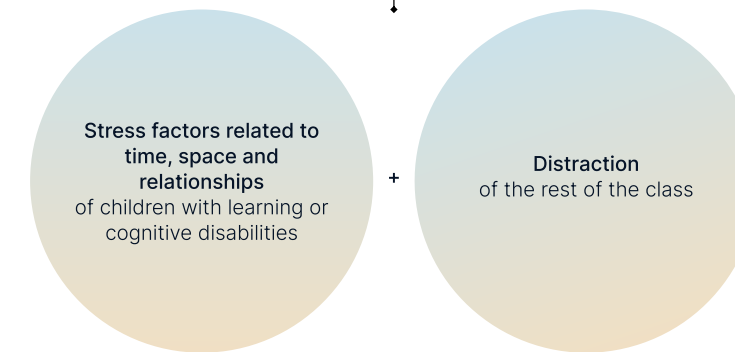 Stress factors related to
time, space and
relationships
of children with learning or
cognitive disabilities
+
Distraction
of the rest of the class